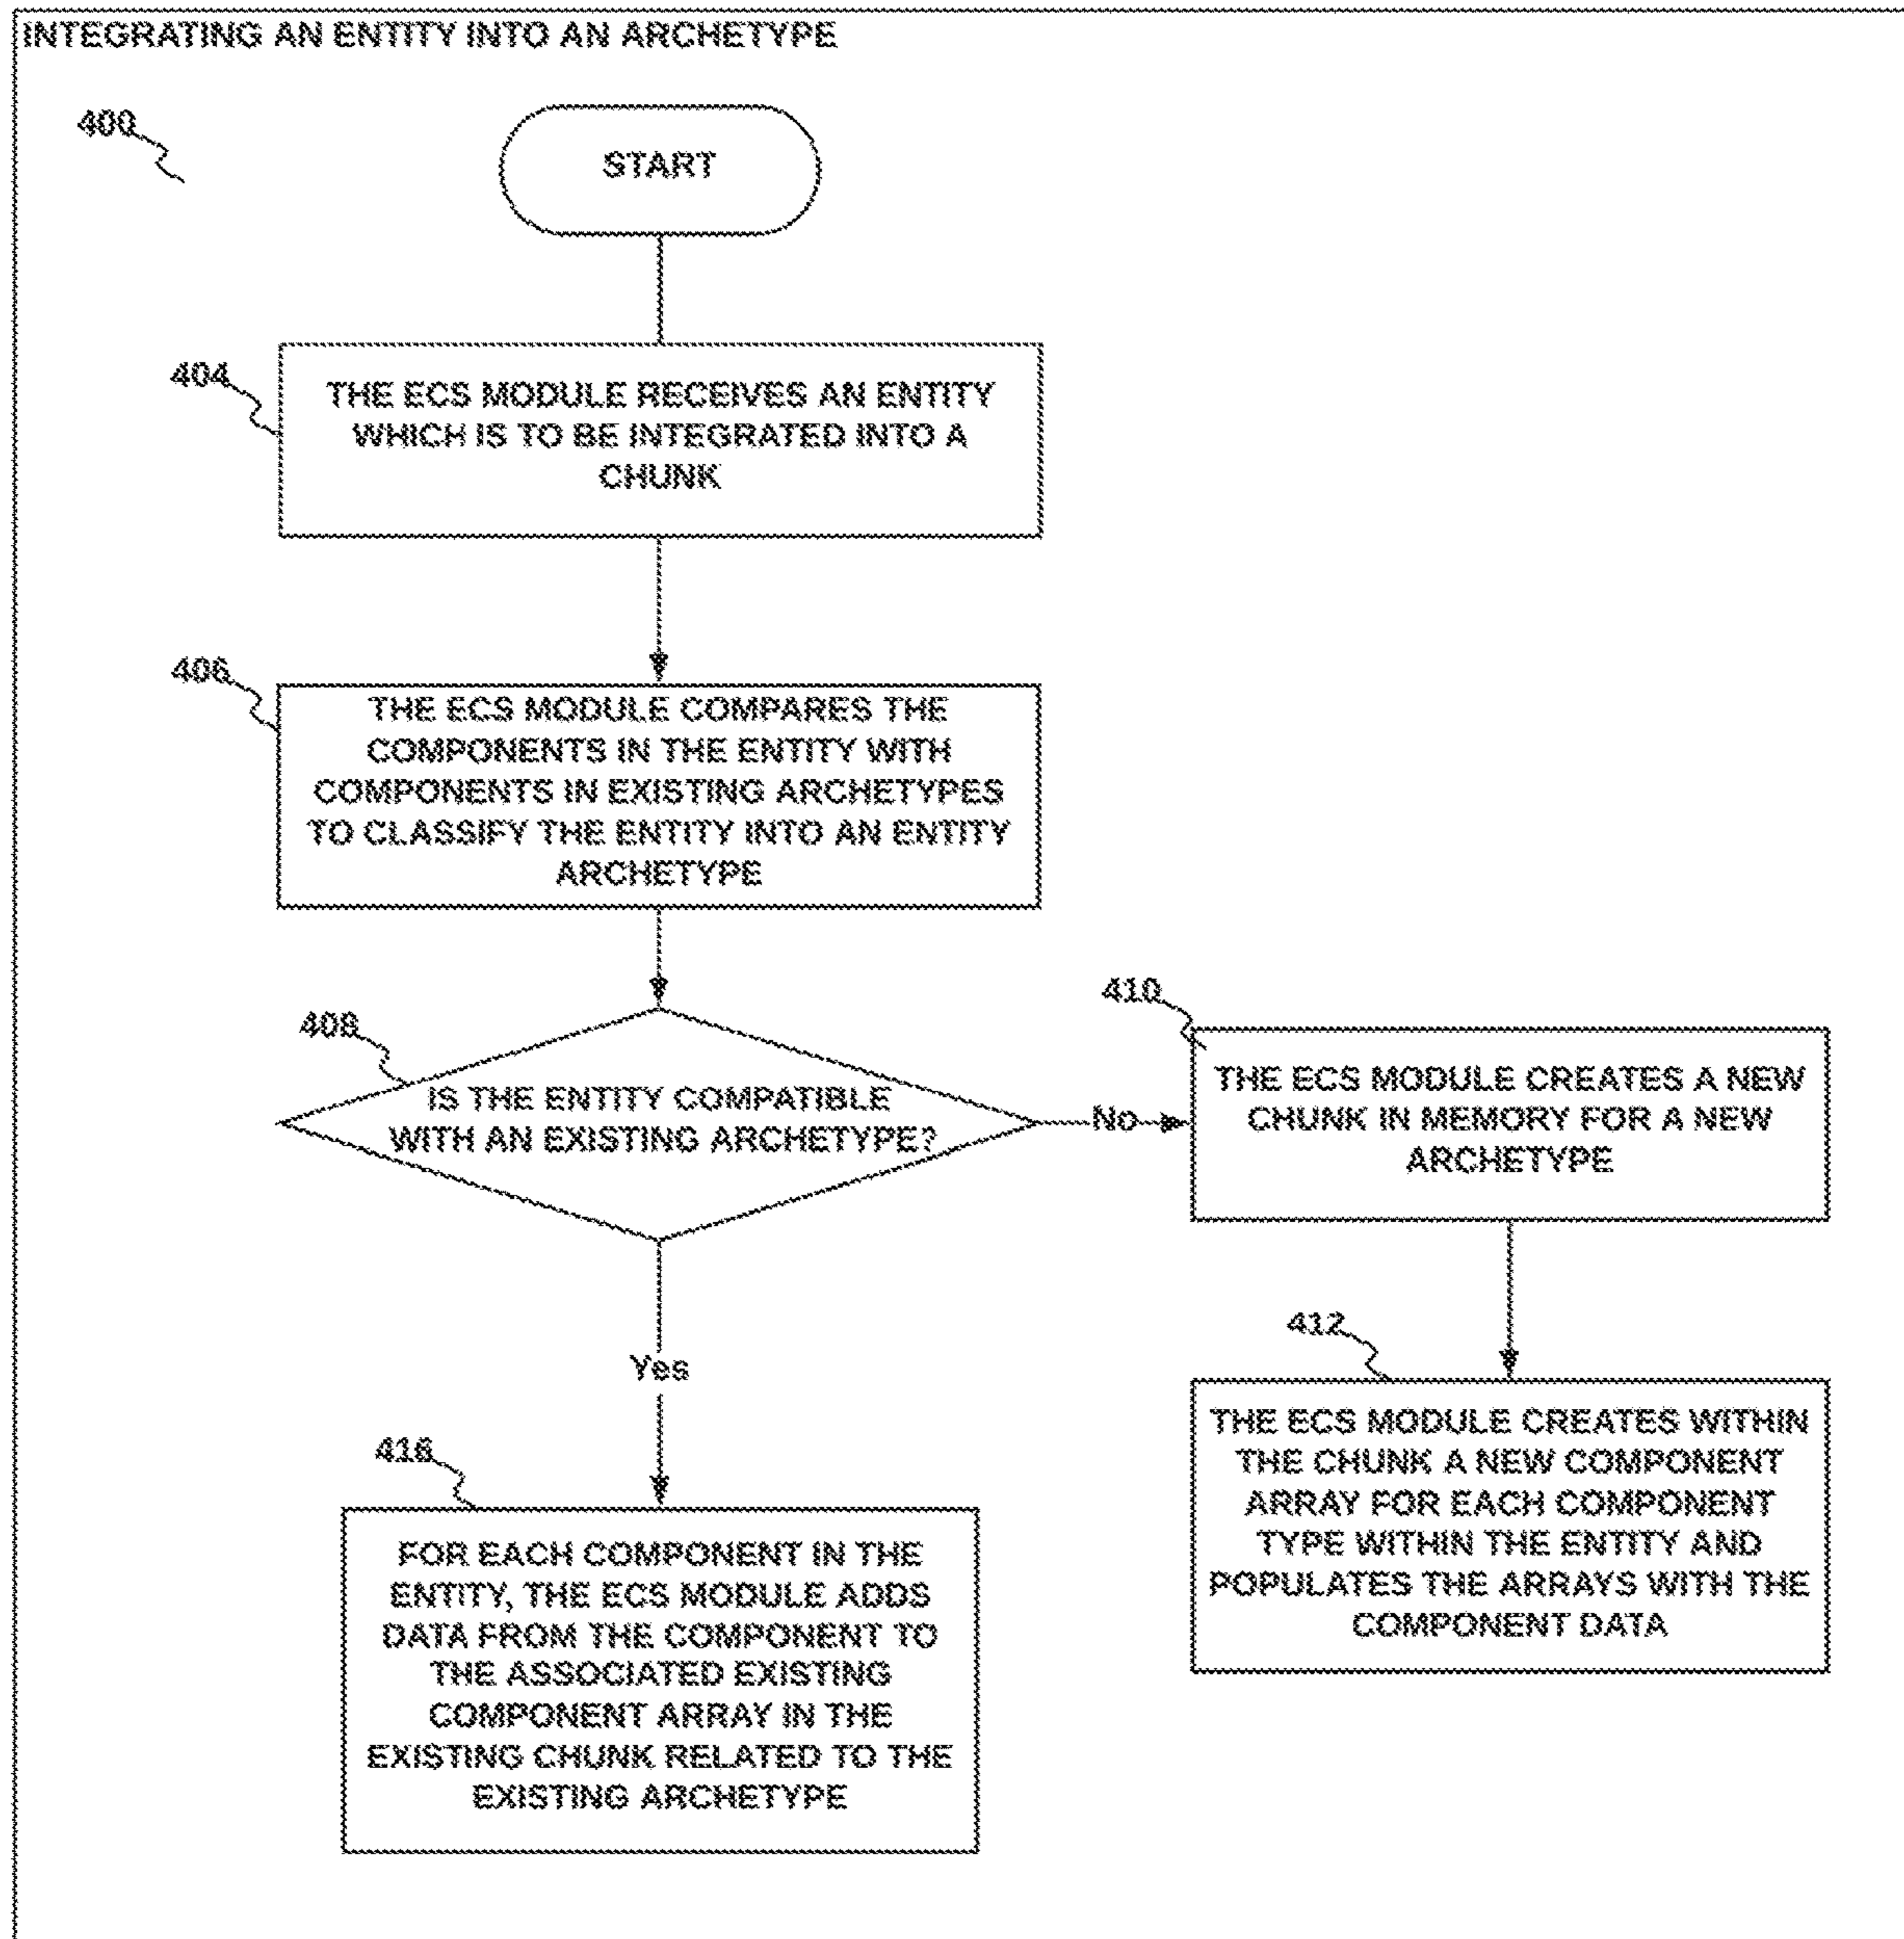 INTEGRATING AN ENTITY INTO AN ARCHETYPE
400
START
404
THE ECS MODULE RECEIVES AN ENTITY
WHICH IS TO BE INTEGRATED INTO A
CHUNK
406
THE ECS MODULE COMPARES THE
COMPONENTS IN THE ENTITY WITH
COMPONENTS IN EXISTING ARCHETYPES
TO CLASSIFY THE ENTITY INTO AN ENTITY
ARCHETYPE
408
IS THE ENTITY COMPATIBLE
WITH AN EXISTING ARCHETYPE?
No
410
THE ECS MODULE CREATES A NEW
CHUNK IN MEMORY FOR A NEW
ARCHETYPE
412
THE ECS MODULE CREATES WITHIN
THE CHUNK A NEW COMPONENT
ARRAY FOR EACH COMPONENT
TYPE WITHIN THE ENTITY AND
POPULATES THE ARRAYS WITH THE
COMPONENT DATA
Yes
416
FOR EACH COMPONENT IN THE
ENTITY, THE ECS MODULE ADDS
DATA FROM THE COMPONENT TO
THE ASSOCIATED EXISTING
COMPONENT ARRAY IN THE
EXISTING CHUNK RELATED TO THE
EXISTING ARCHETYPE